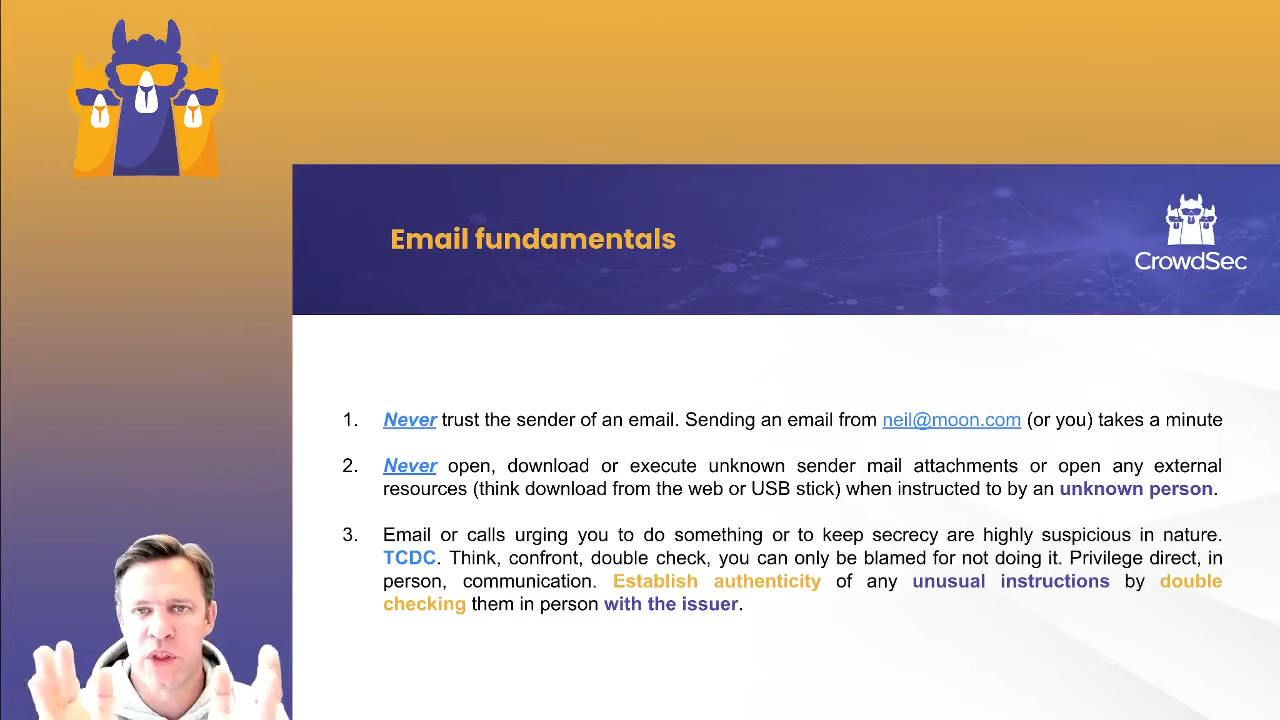 Email fundamentals
CrowdSec
1. Never trust the sender of an email. Sending an email from neil@moon.com (or you) takes a minute
2. Never open, download or execute unknown sender mail attachments or open any external
resources (think download from the web or USB stick) when instructed to by an unknown person.
3. Email or calls urging you to do something or to keep secrecy are highly suspicious in nature.
TCDC. Think, confront, double check, you can only be blamed for not doing it. Privilege direct, in
person, communication. Establish authenticity of any unusual instructions by double
checking them in person with the issuer.